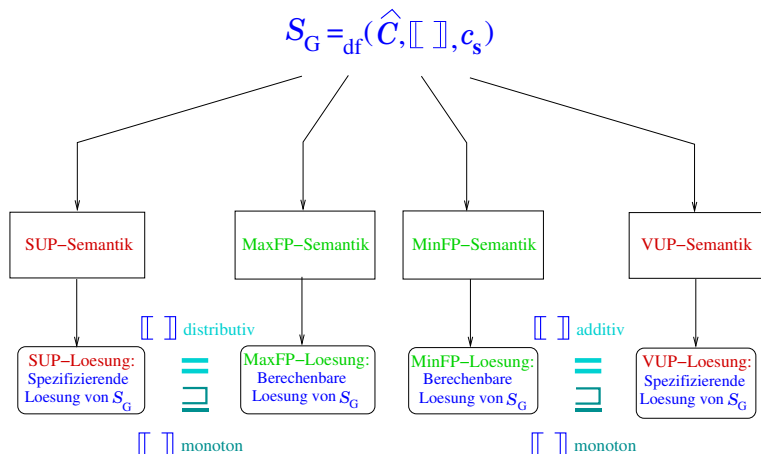 S_G =_df (Ĉ, ⟦ ⟧, c_s)
SUP–Semantik MaxFP–Semantik MinFP–Semantik VUP–Semantik
⟦ ⟧ distributiv ⟦ ⟧ additiv
SUP–Loesung: MaxFP–Loesung: MinFP–Loesung: VUP–Loesung:
Spezifizierende = Berechenbare Berechenbare = Spezifizierende
Loesung von S_G ⊒ Loesung von S_G Loesung von S_G ⊒ Loesung von S_G
⟦ ⟧ monoton ⟦ ⟧ monoton